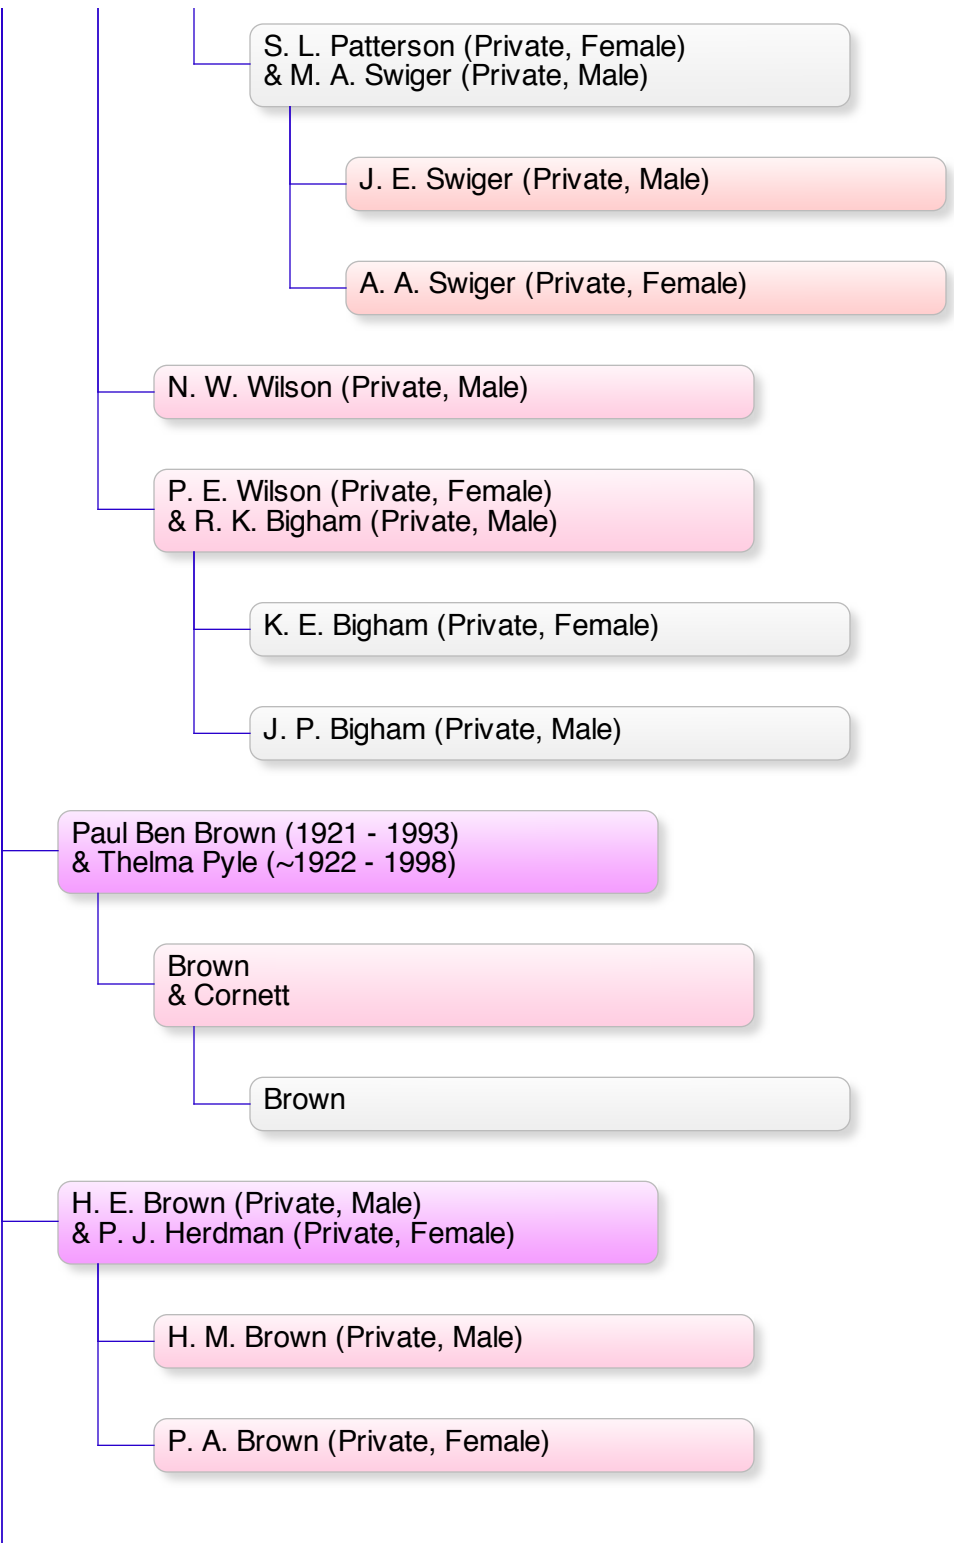 S. L. Patterson (Private, Female)
& M. A. Swiger (Private, Male)
J. E. Swiger (Private, Male)
A. A. Swiger (Private, Female)
N. W. Wilson (Private, Male)
P. E. Wilson (Private, Female)
& R. K. Bigham (Private, Male)
K. E. Bigham (Private, Female)
J. P. Bigham (Private, Male)
Paul Ben Brown (1921 - 1993)
& Thelma Pyle (~1922 - 1998)
Brown
& Cornett
Brown
H. E. Brown (Private, Male)
& P. J. Herdman (Private, Female)
H. M. Brown (Private, Male)
P. A. Brown (Private, Female)